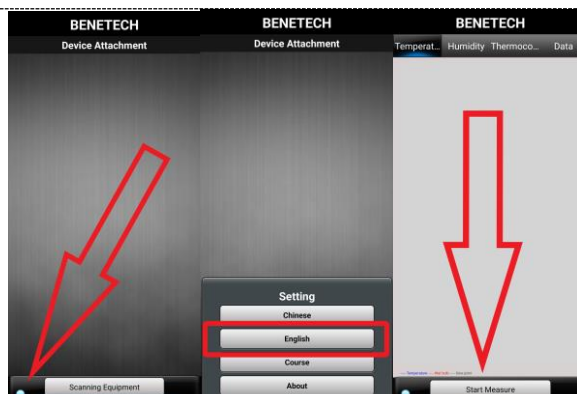 BENETECH
Device Attachment
Scanning Equipment
BENETECH
Device Attachment
Setting
Chinese
English
Course
About
BENETECH
Temperat... Humidity Thermoco... Data
Start Measure